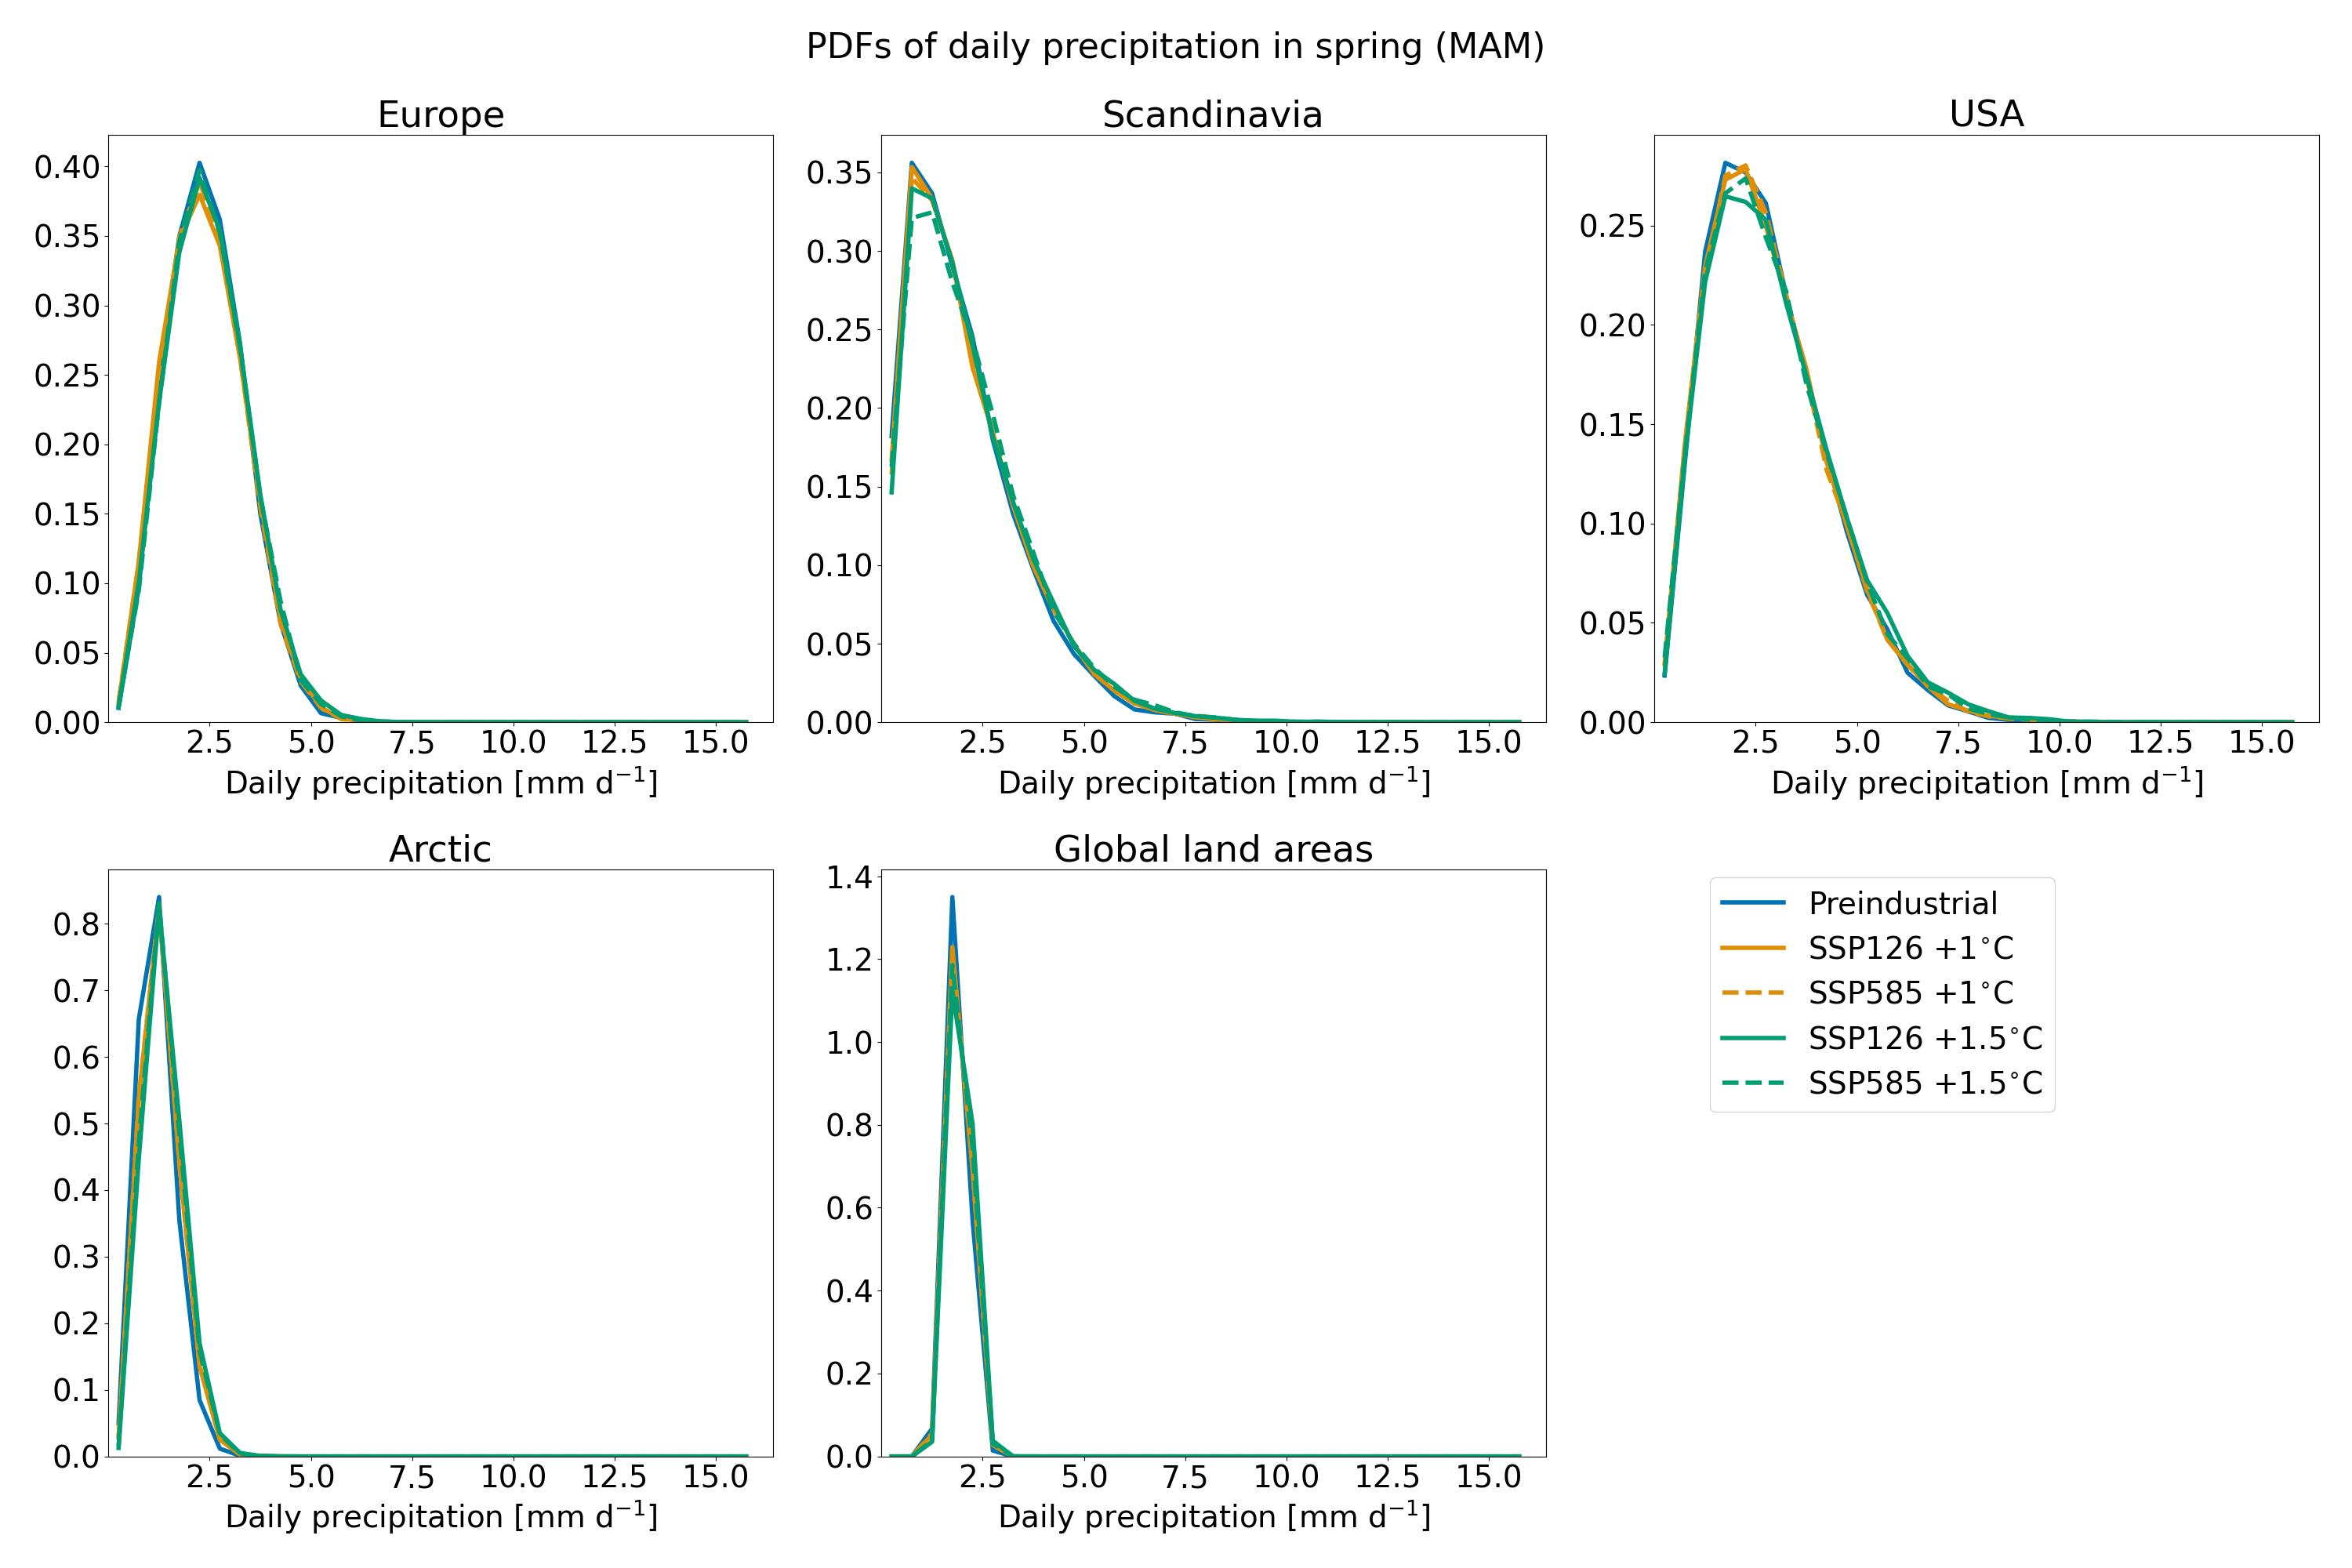 PDFs of daily precipitation in spring (MAM)
Europe
0.40
0.35
0.30
0.25
0.20
0.15
0.10
0.05
0.00
2.5 5.0 7.5 10.0 12.5 15.0
Daily precipitation [mm d⁻¹]
Scandinavia
0.35
0.30
0.25
0.20
0.15
0.10
0.05
0.00
2.5 5.0 7.5 10.0 12.5 15.0
Daily precipitation [mm d⁻¹]
USA
0.25
0.20
0.15
0.10
0.05
0.00
2.5 5.0 7.5 10.0 12.5 15.0
Daily precipitation [mm d⁻¹]
Arctic
0.8
0.7
0.6
0.5
0.4
0.3
0.2
0.1
0.0
2.5 5.0 7.5 10.0 12.5 15.0
Daily precipitation [mm d⁻¹]
Global land areas
1.4
1.2
1.0
0.8
0.6
0.4
0.2
0.0
2.5 5.0 7.5 10.0 12.5 15.0
Daily precipitation [mm d⁻¹]
Preindustrial
SSP126 +1°C
SSP585 +1°C
SSP126 +1.5°C
SSP585 +1.5°C